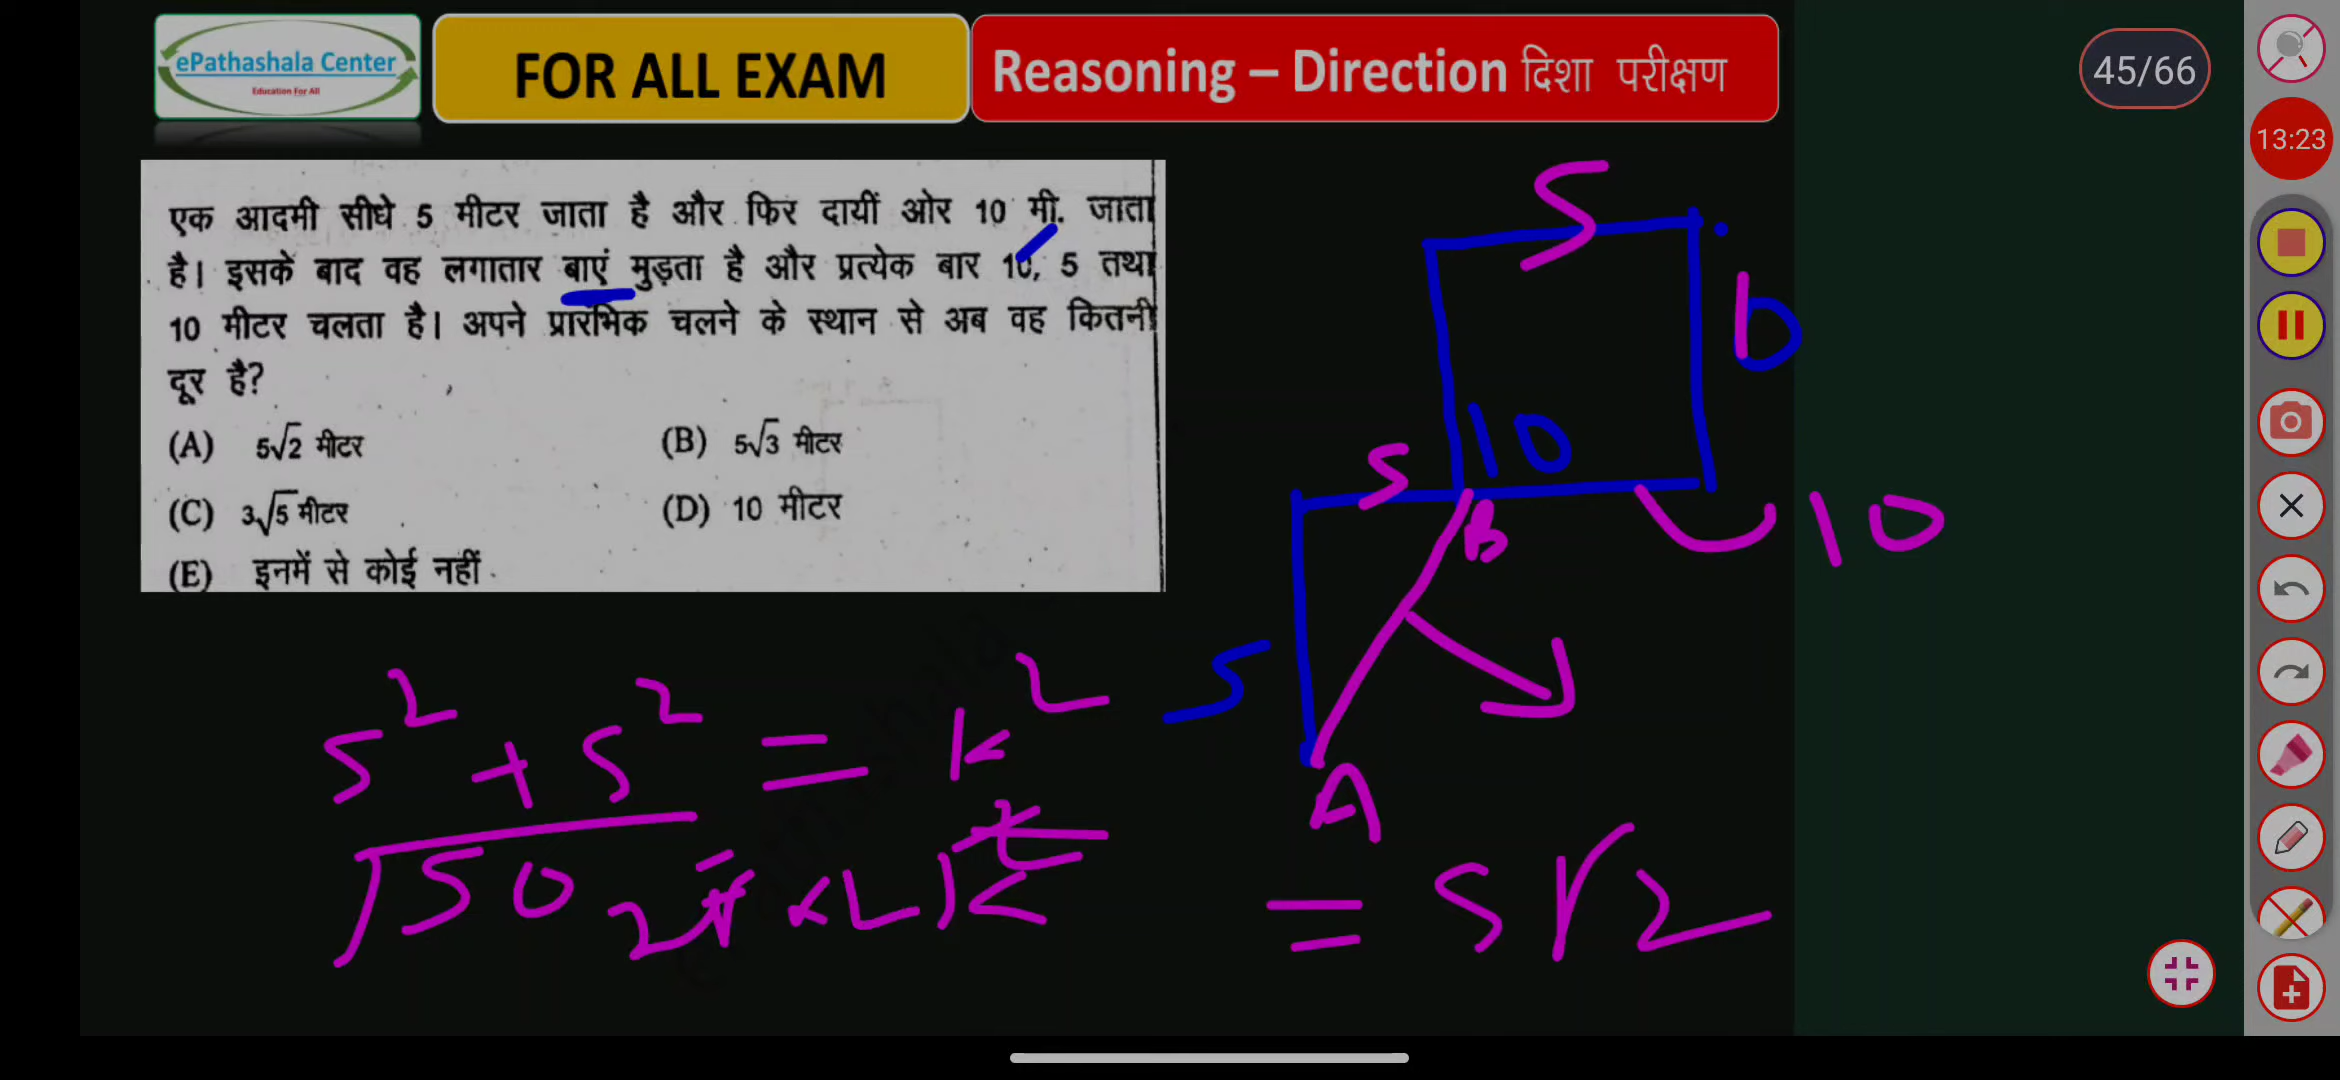 ePathashala Center
Education For All
FOR ALL EXAM
Reasoning – Direction दिशा परीक्षण
45/66
13:23
एक आदमी सीधे 5 मीटर जाता है और फिर दायीं ओर 10 मी. जाता
है। इसके बाद वह लगातार बाएं मुड़ता है और प्रत्येक बार 10, 5 तथा
10 मीटर चलता है। अपने प्रारंभिक चलने के स्थान से अब वह कितनी
दूर है?
(A) 5√2 मीटर
(B) 5√3 मीटर
(C) 3√5 मीटर
(D) 10 मीटर
(E) इनमें से कोई नहीं
5
10
10
5
B
10
5
A
5² + 5² = k²
√50
= 5√2